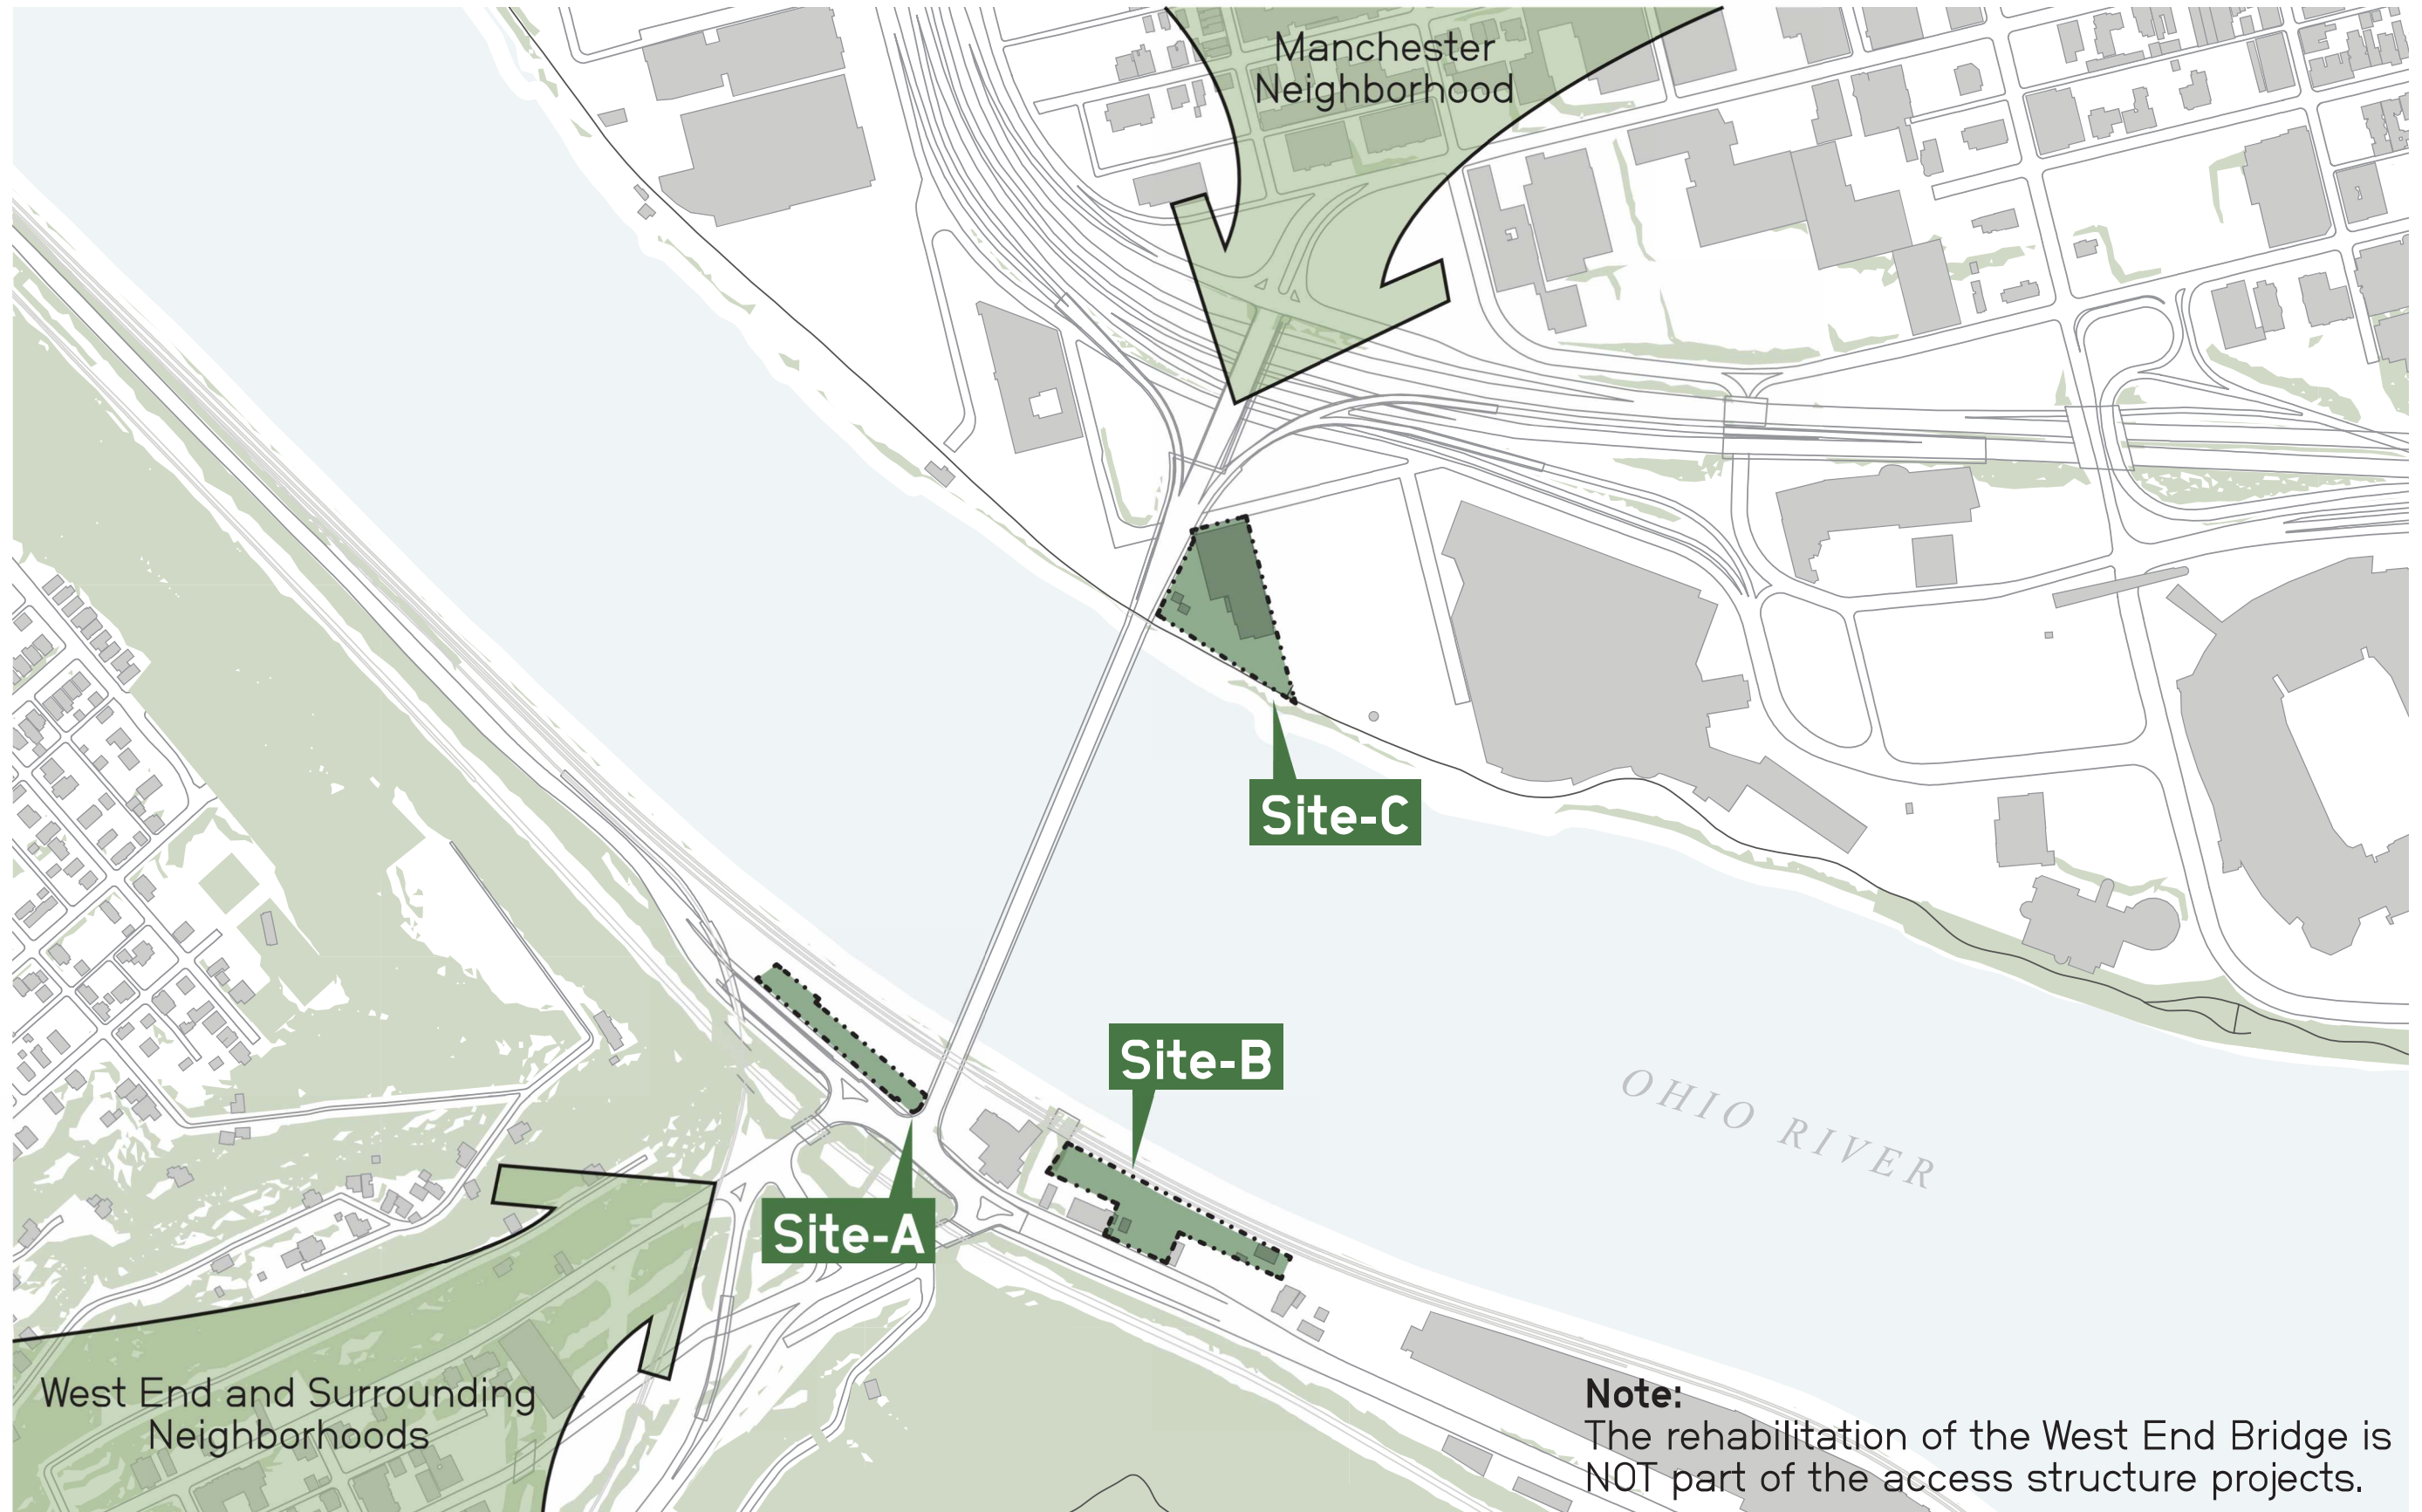 Manchester
Neighborhood
Site-C
Site-B
OHIO RIVER
Site-A
West End and Surrounding
Neighborhoods
Note:
The rehabilitation of the West End Bridge is
NOT part of the access structure projects.